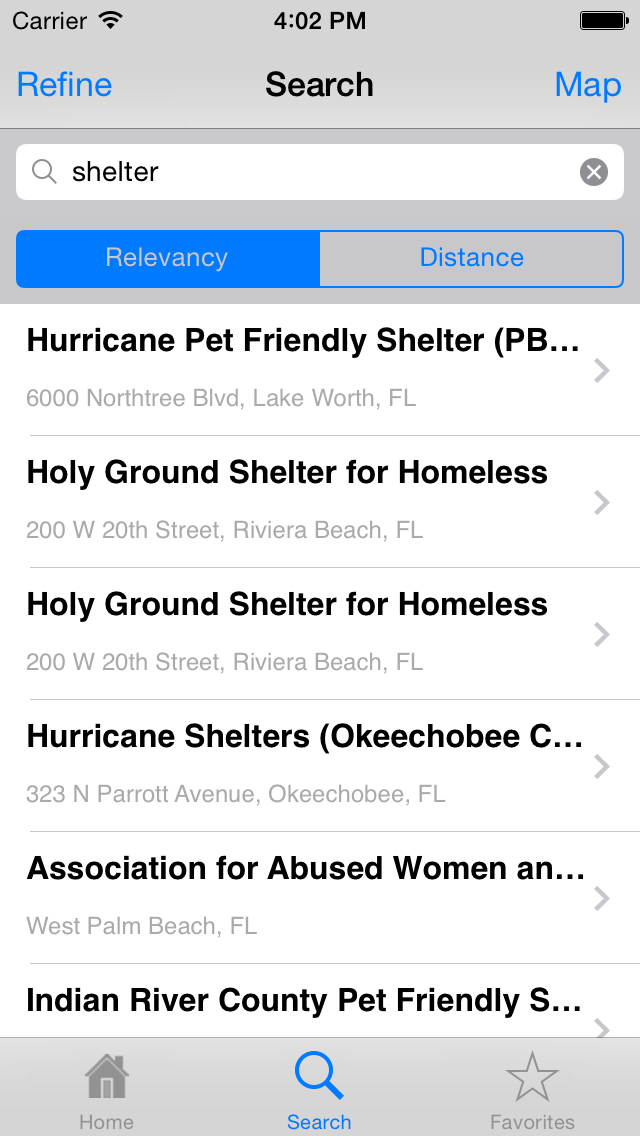 Carrier 4:02 PM
Refine Search Map
shelter
Relevancy Distance
Hurricane Pet Friendly Shelter (PB...
6000 Northtree Blvd, Lake Worth, FL
Holy Ground Shelter for Homeless
200 W 20th Street, Riviera Beach, FL
Holy Ground Shelter for Homeless
200 W 20th Street, Riviera Beach, FL
Hurricane Shelters (Okeechobee C...
323 N Parrott Avenue, Okeechobee, FL
Association for Abused Women an...
West Palm Beach, FL
Indian River County Pet Friendly S...
Home Search Favorites